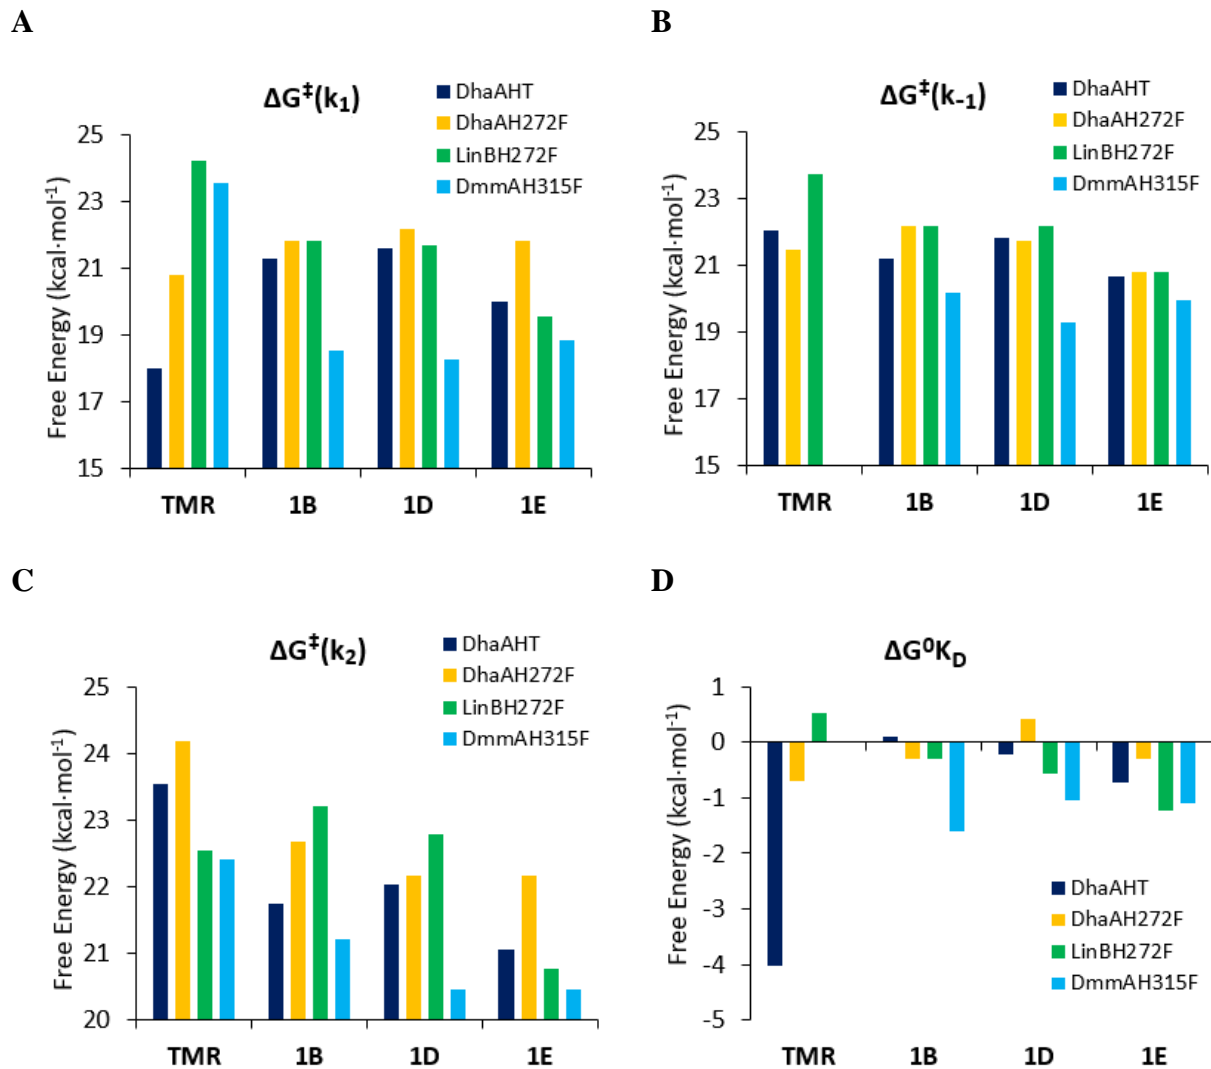 A
ΔG‡(k₁)
DhaAHT
DhaAH272F
LinBH272F
DmmAH315F
Free Energy (kcal·mol⁻¹)
25
23
21
19
17
15
TMR 1B 1D 1E
B
ΔG‡(k₋₁)
DhaAHT
DhaAH272F
LinBH272F
DmmAH315F
Free Energy (kcal·mol⁻¹)
25
23
21
19
17
15
TMR 1B 1D 1E
C
ΔG‡(k₂)
DhaAHT
DhaAH272F
LinBH272F
DmmAH315F
Free Energy (kcal·mol⁻¹)
25
24
23
22
21
20
TMR 1B 1D 1E
D
ΔG⁰K_D
Free Energy (kcal·mol⁻¹)
1
0
-1
-2
-3
-4
-5
DhaAHT
DhaAH272F
LinBH272F
DmmAH315F
TMR 1B 1D 1E